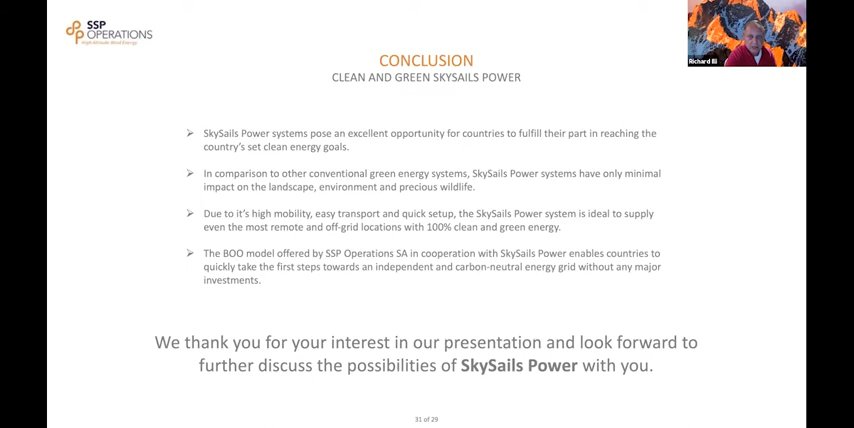 SSP
OPERATIONS
High Altitude Wind Energy
Richard Illi
CONCLUSION
CLEAN AND GREEN SKYSAILS POWER
➢ SkySails Power systems pose an excellent opportunity for countries to fulfill their part in reaching the
country's set clean energy goals.
➢ In comparison to other conventional green energy systems, SkySails Power systems have only minimal
impact on the landscape, environment and precious wildlife.
➢ Due to it's high mobility, easy transport and quick setup, the SkySails Power system is ideal to supply
even the most remote and off-grid locations with 100% clean and green energy.
➢ The BOO model offered by SSP Operations SA in cooperation with SkySails Power enables countries to
quickly take the first steps towards an independent and carbon-neutral energy grid without any major
investments.
We thank you for your interest in our presentation and look forward to
further discuss the possibilities of SkySails Power with you.
31 of 29